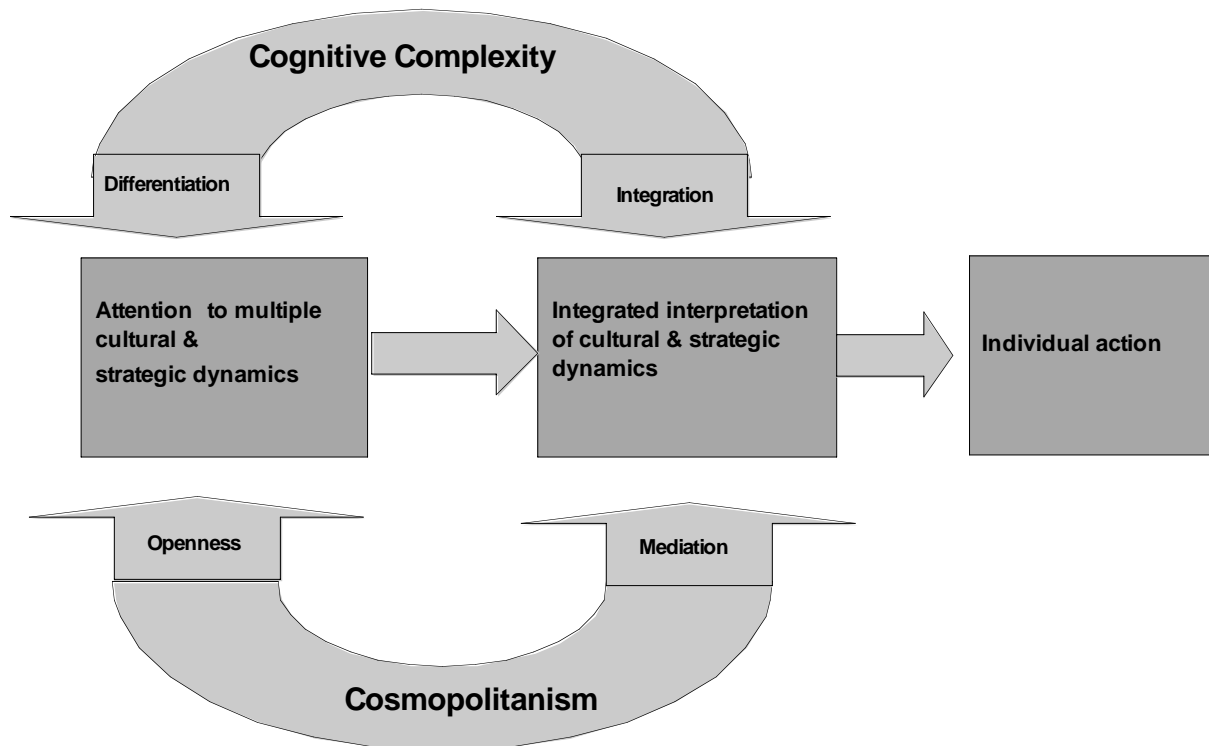 Cognitive Complexity
Differentiation
Integration
Attention to multiple
cultural &
strategic dynamics
Integrated interpretation
of cultural & strategic
dynamics
Individual action
Openness
Mediation
Cosmopolitanism